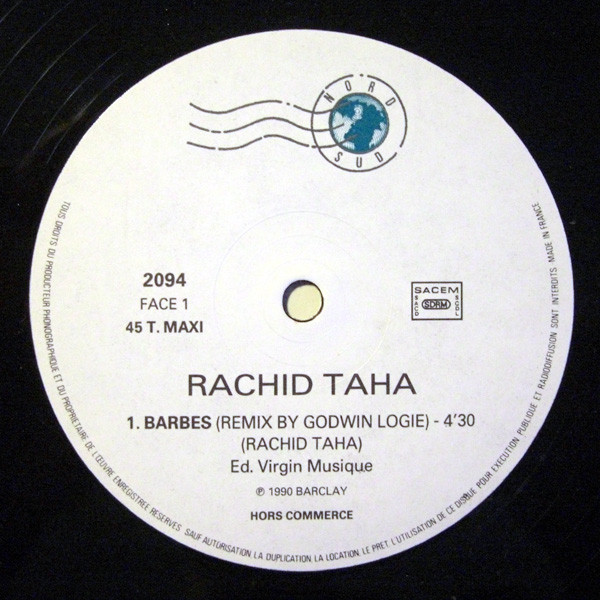 NORD
SUD
2094
FACE 1
45 T. MAXI
SACEM
SACD
SDRM
SCDL
RACHID TAHA
1. BARBES (REMIX BY GODWIN LOGIE) - 4'30
(RACHID TAHA)
Ed. Virgin Musique
℗ 1990 BARCLAY
HORS COMMERCE
TOUS DROITS DU PRODUCTEUR PHONOGRAPHIQUE ET DU PROPRIETAIRE DE L'ŒUVRE ENREGISTREE RESERVES. SAUF AUTORISATION, LA DUPLICATION, LA LOCATION, LE PRET, L'UTILISATION DE CE DISQUE POUR EXECUTION PUBLIQUE ET RADIODIFFUSION SONT INTERDITS. MADE IN FRANCE.